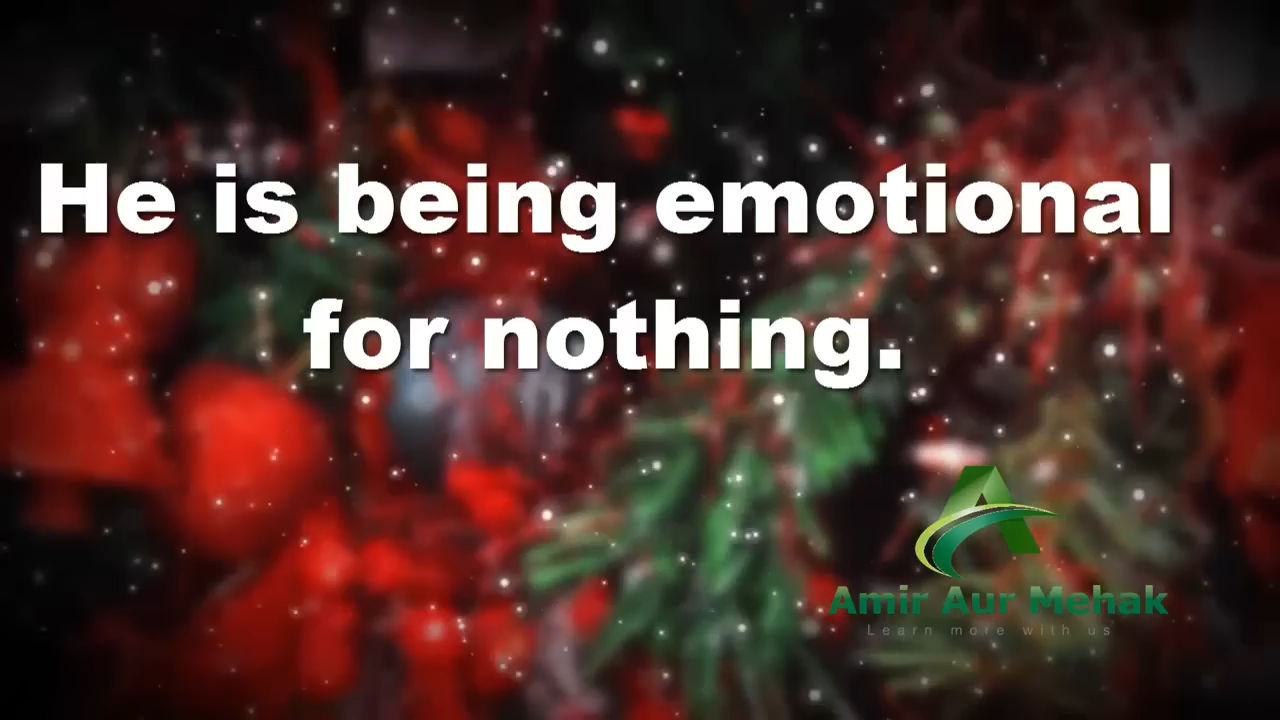 He is being emotional
for nothing.
Amir Aur Mehak
Learn more with us